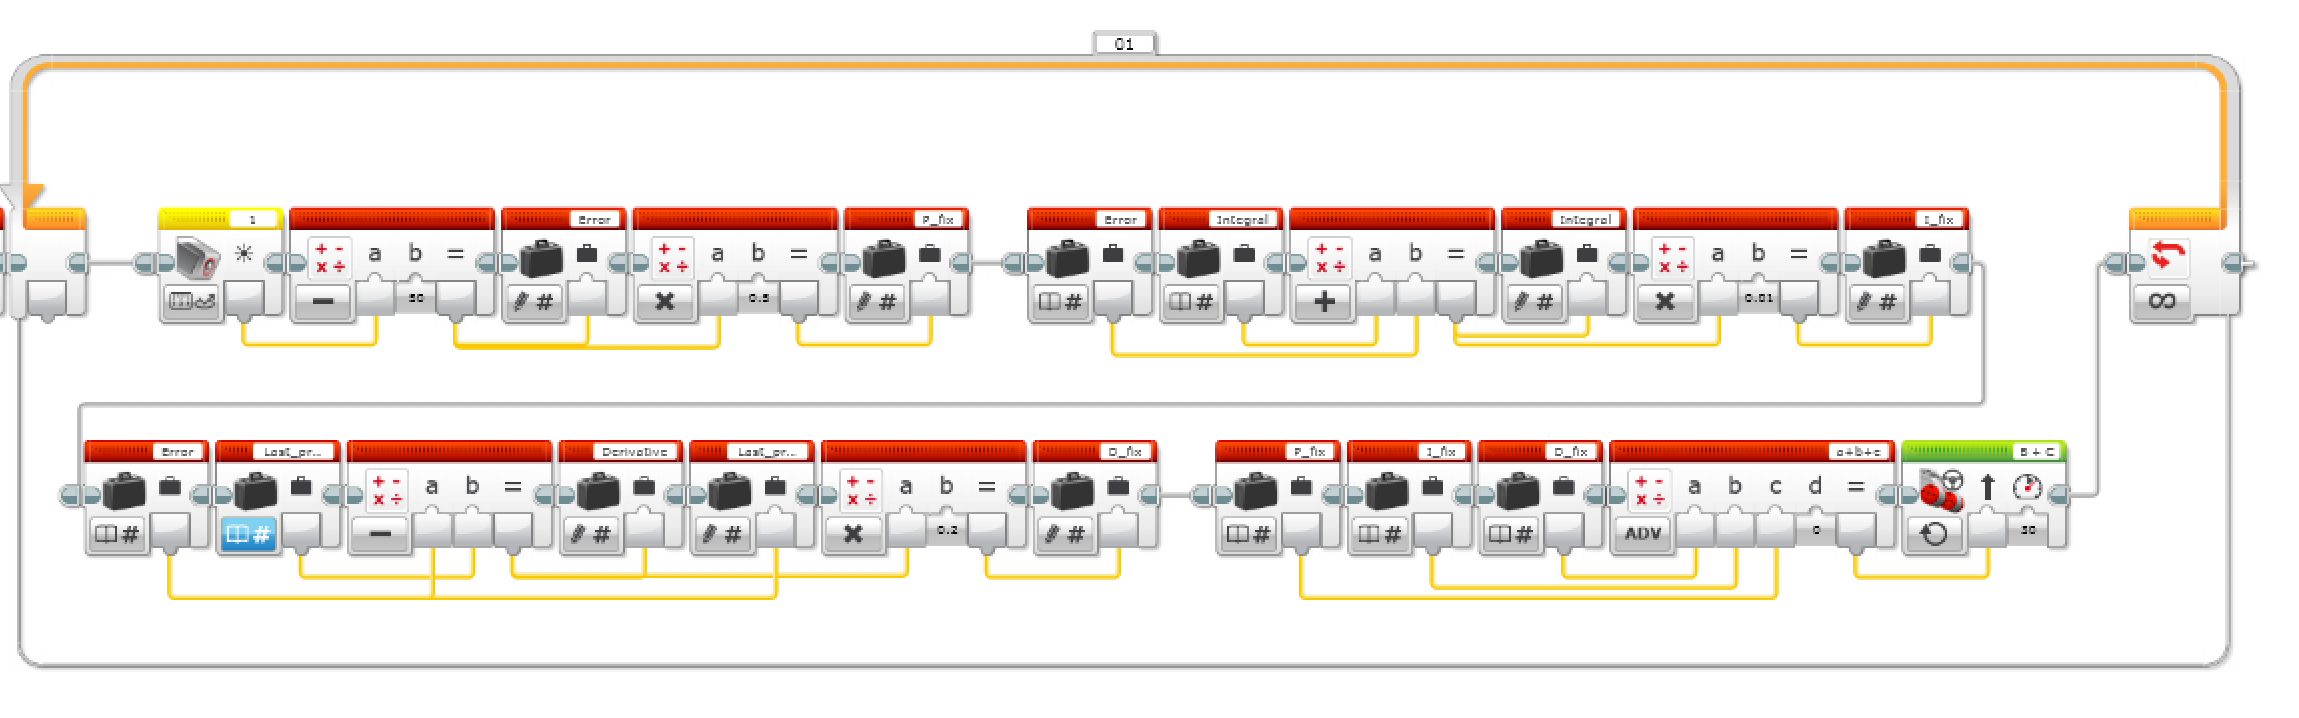 01
1 Error P_fix Error Integral Integral I_fix
a b = a b = a b = a b =
− 50 # × 0.5 # # # + # × 0.01 # ∞
Error Last_pr... Derivative Last_pr... D_fix P_fix I_fix D_fix a+b+c B + C
a b = a b = a b c d =
# # − # # × 0.2 # # # # ADV 0 50